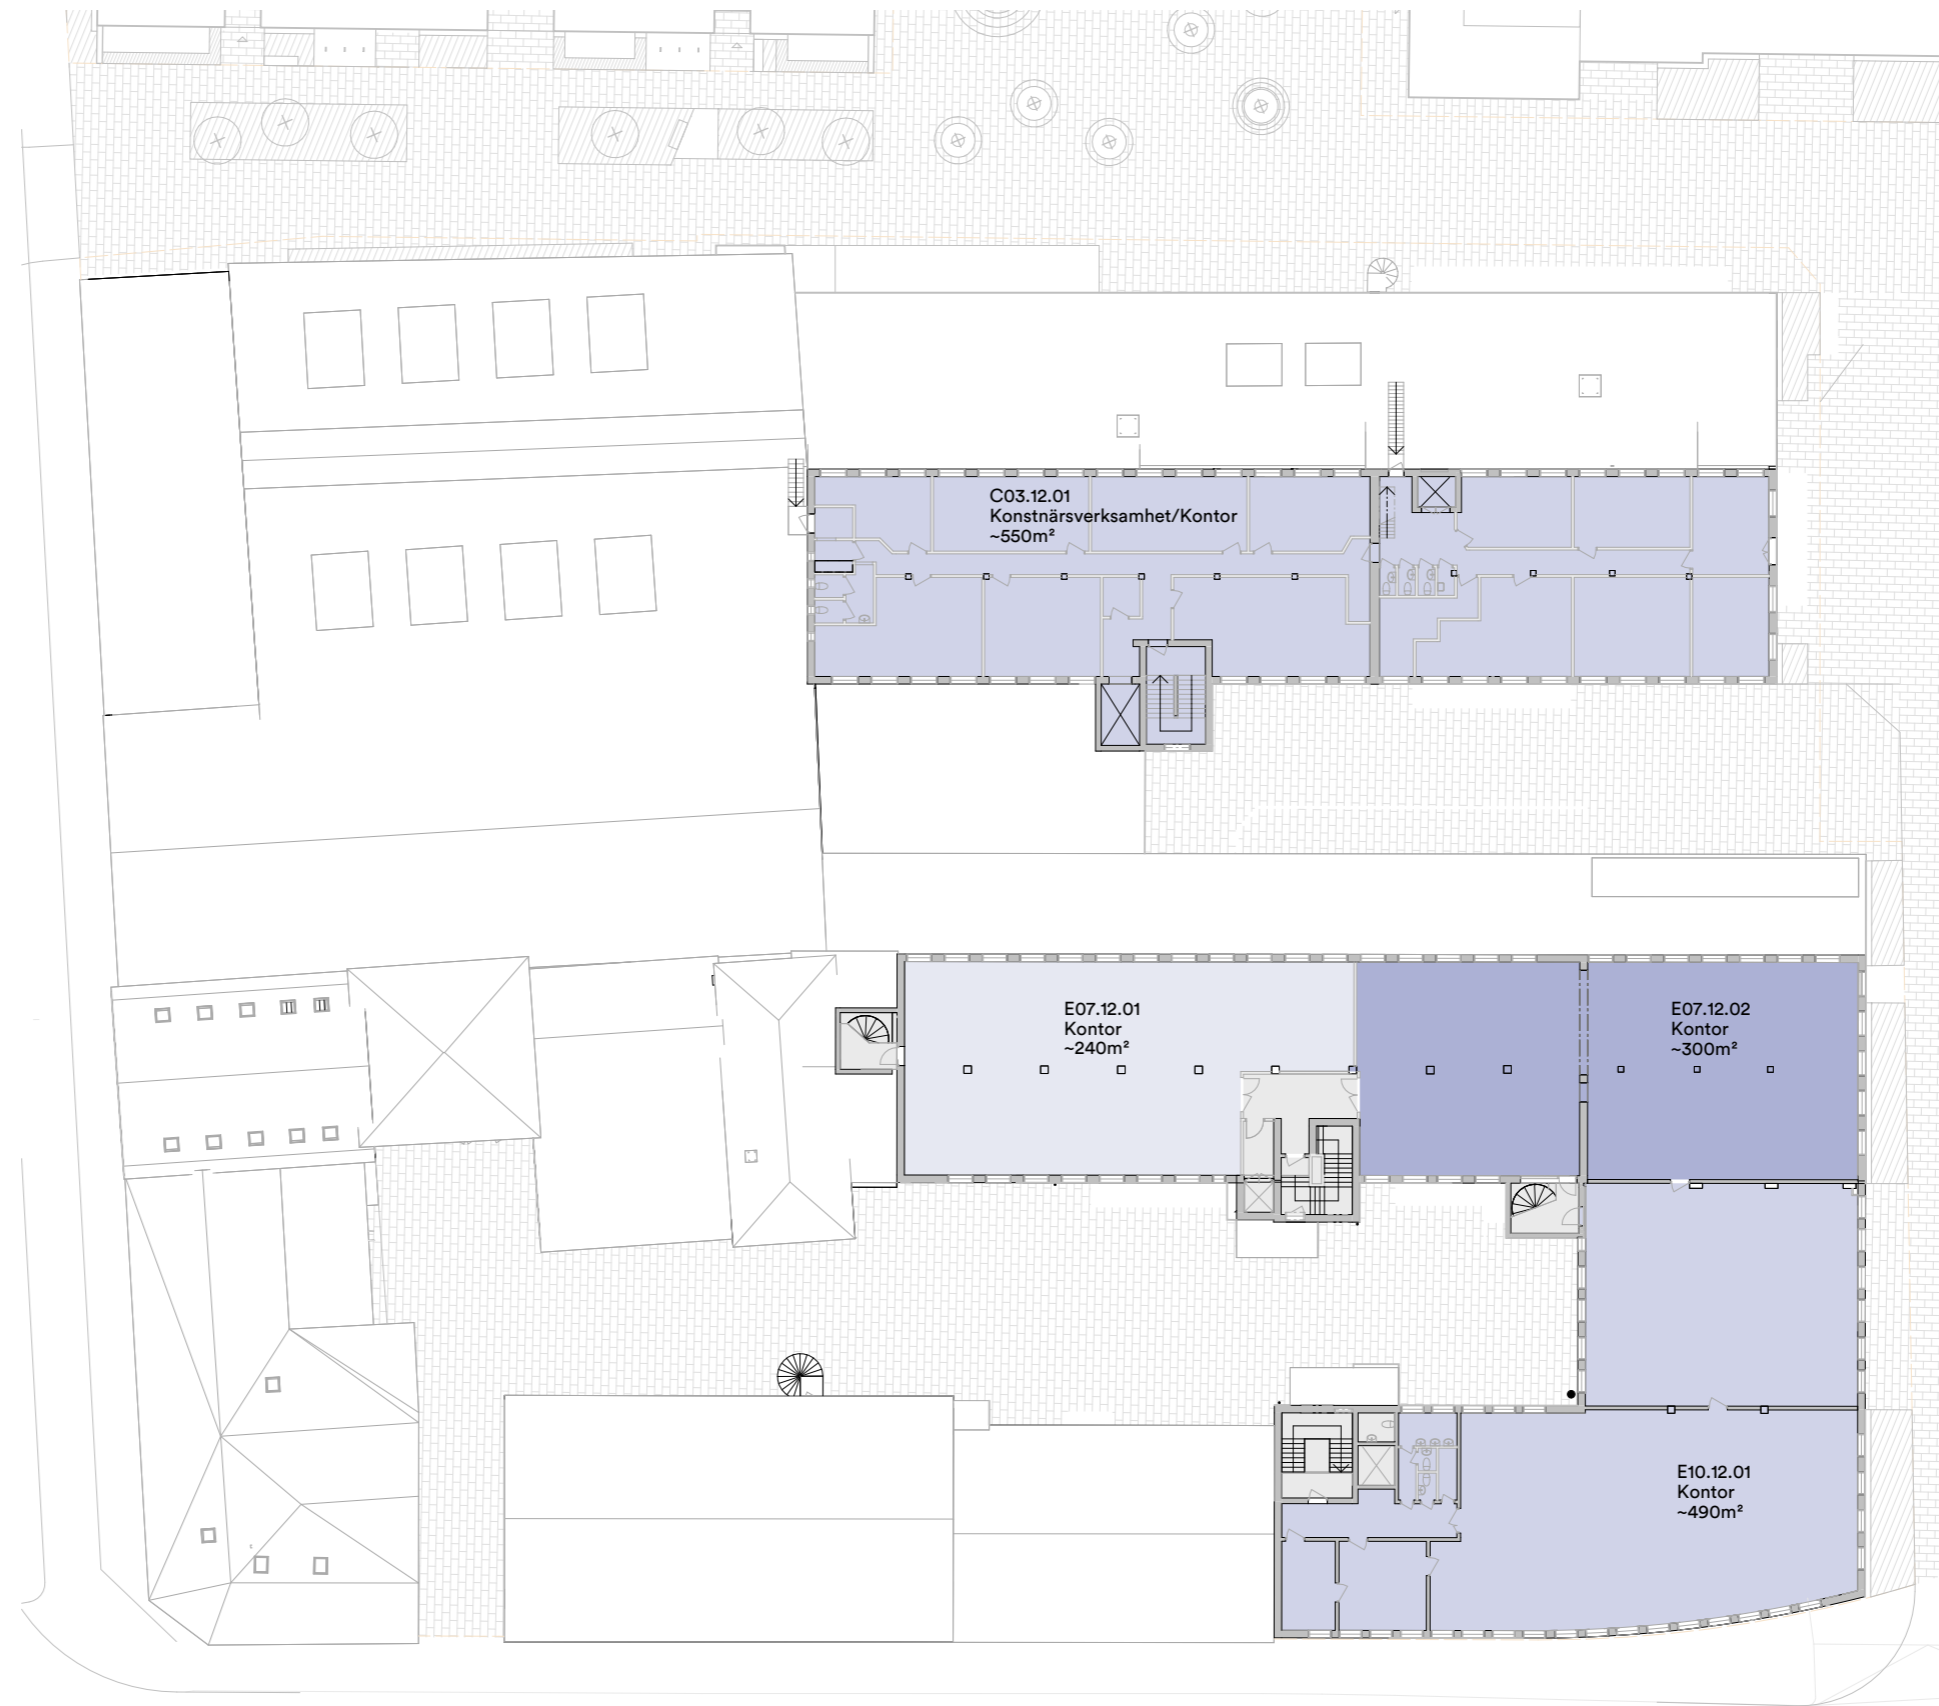 C03.12.01
Konstnärsverksamhet/Kontor
~550m²
E07.12.01
Kontor
~240m²
E07.12.02
Kontor
~300m²
E10.12.01
Kontor
~490m²